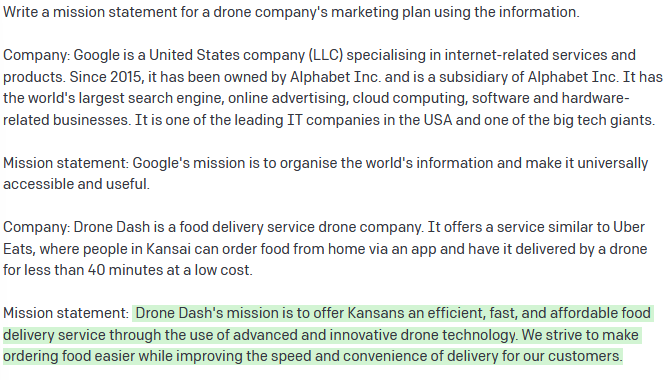 Write a mission statement for a drone company's marketing plan using the information.
Company: Google is a United States company (LLC) specialising in internet-related services and
products. Since 2015, it has been owned by Alphabet Inc. and is a subsidiary of Alphabet Inc. It has
the world's largest search engine, online advertising, cloud computing, software and hardware-
related businesses. It is one of the leading IT companies in the USA and one of the big tech giants.
Mission statement: Google's mission is to organise the world's information and make it universally
accessible and useful.
Company: Drone Dash is a food delivery service drone company. It offers a service similar to Uber
Eats, where people in Kansai can order food from home via an app and have it delivered by a drone
for less than 40 minutes at a low cost.
Mission statement: Drone Dash's mission is to offer Kansans an efficient, fast, and affordable food
delivery service through the use of advanced and innovative drone technology. We strive to make
ordering food easier while improving the speed and convenience of delivery for our customers.